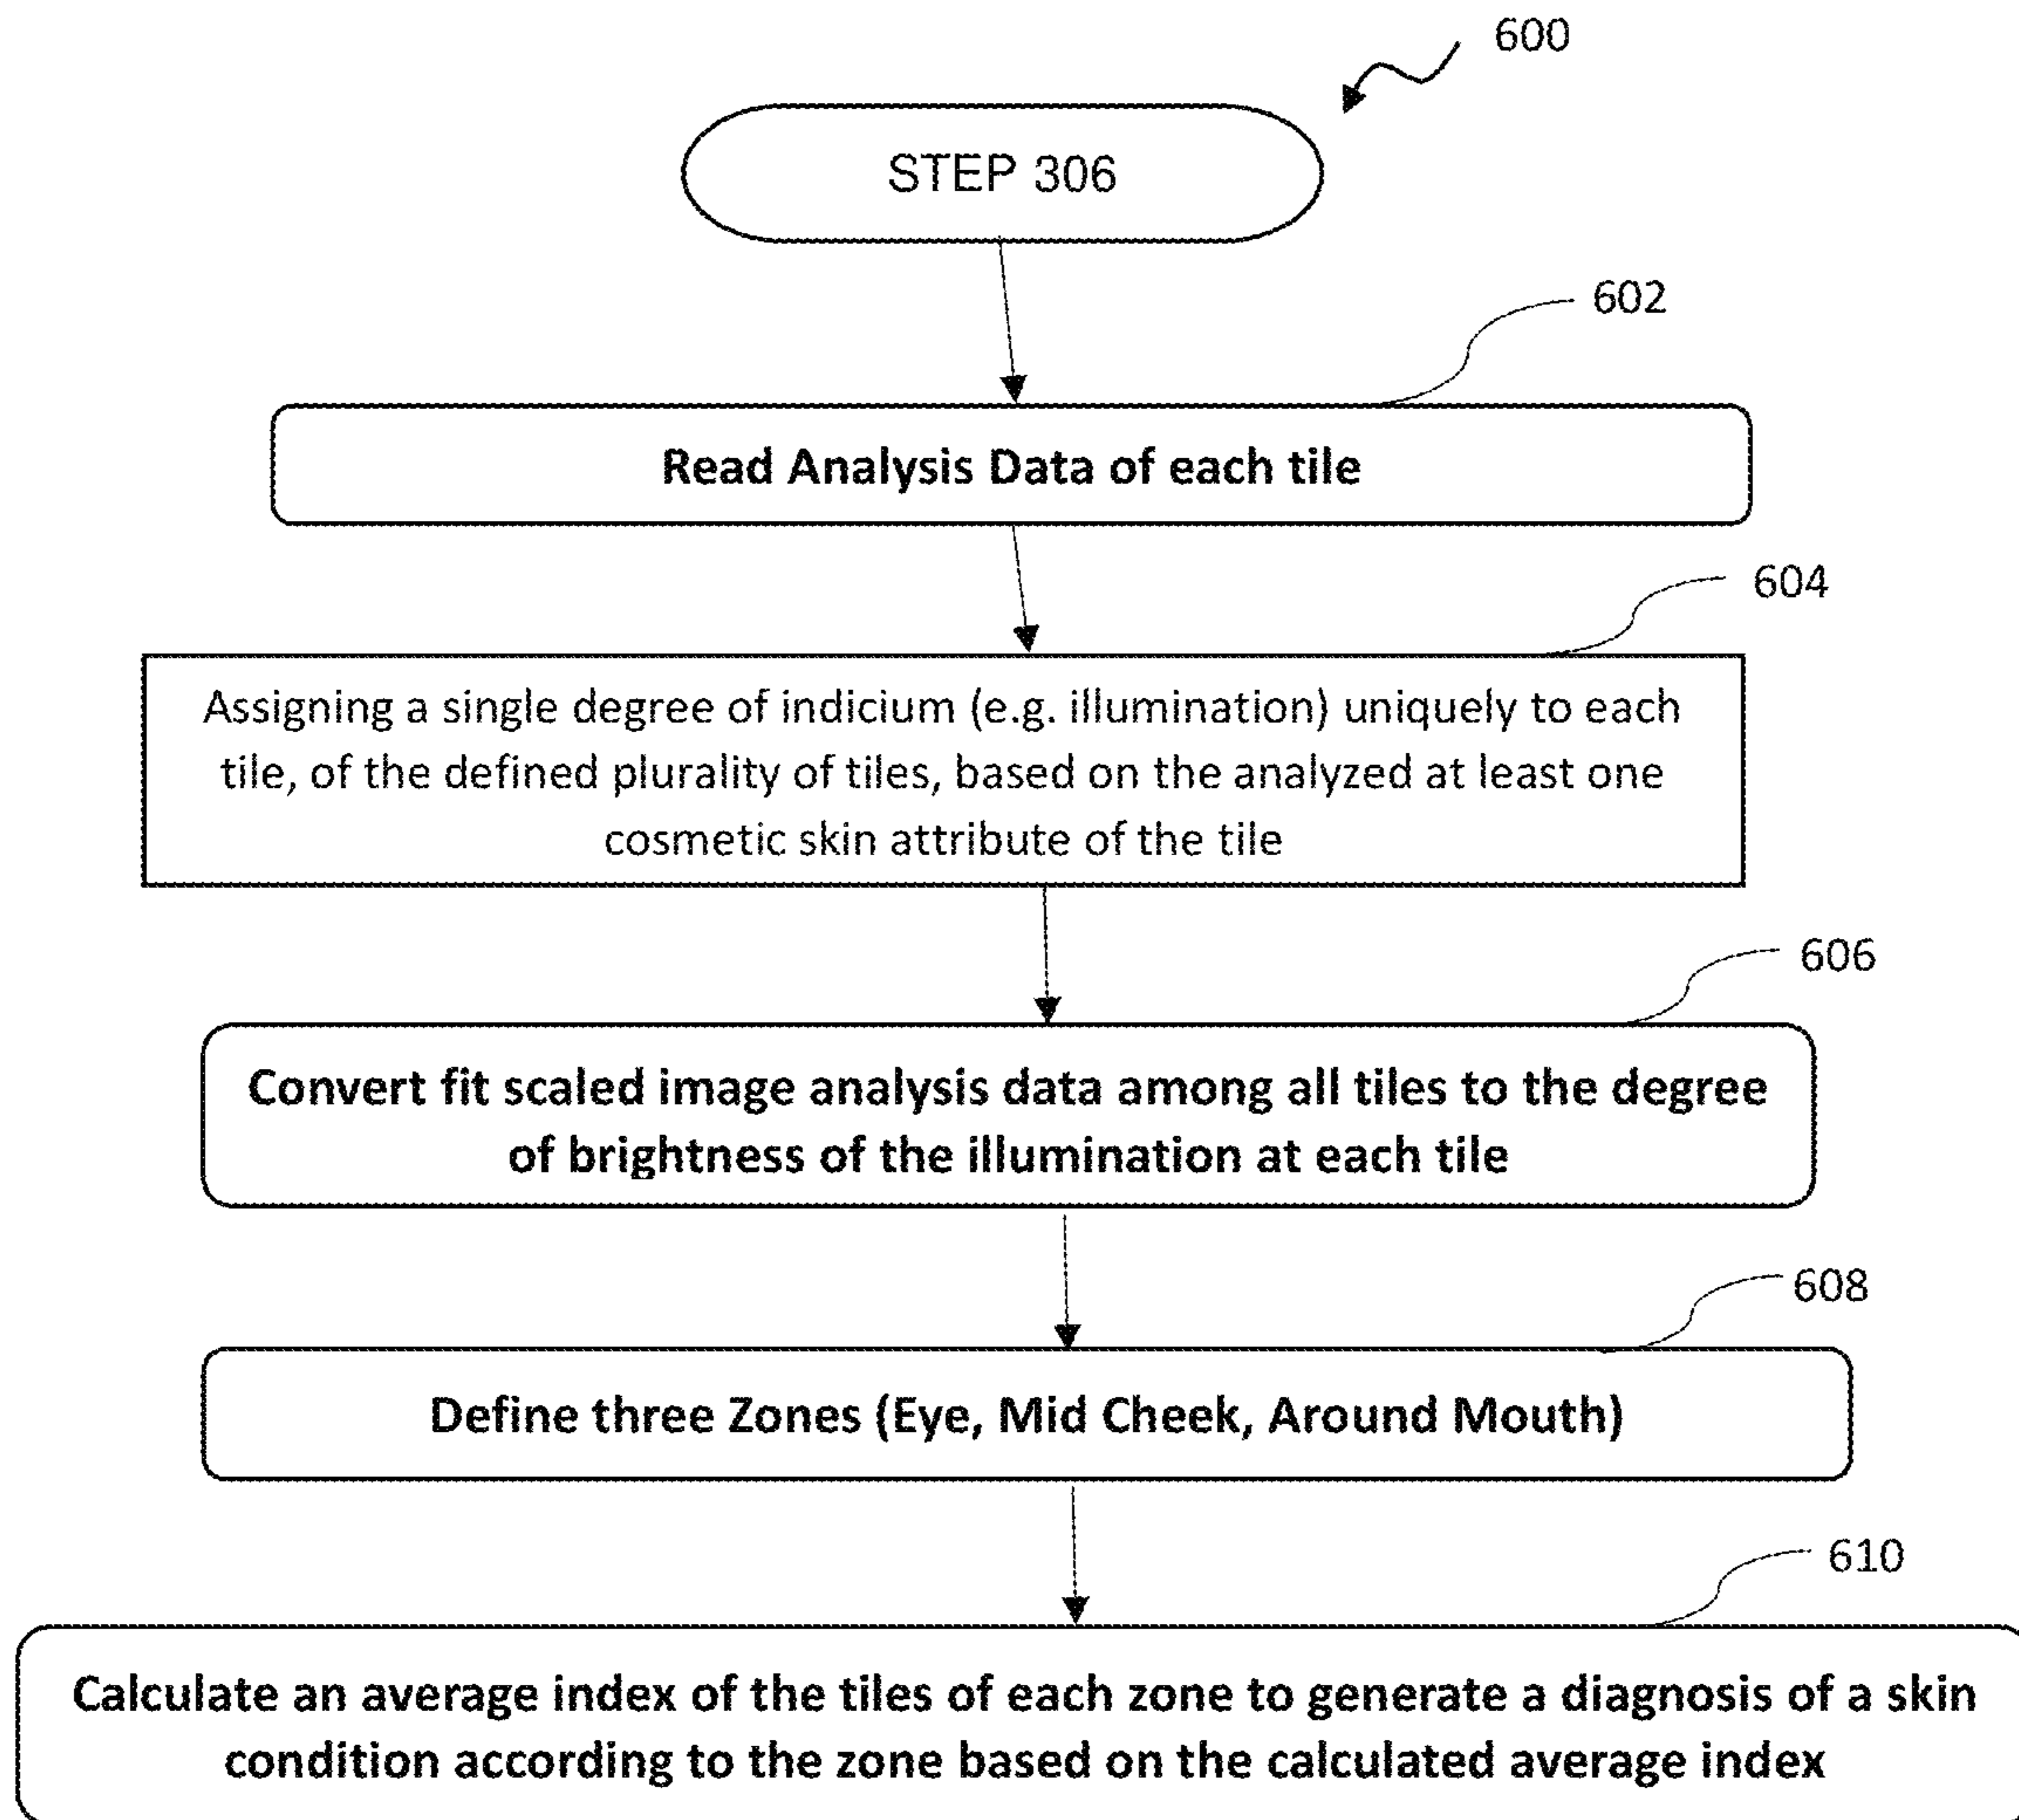 600
STEP 306
602
Read Analysis Data of each tile
604
Assigning a single degree of indicium (e.g. illumination) uniquely to each
tile, of the defined plurality of tiles, based on the analyzed at least one
cosmetic skin attribute of the tile
606
Convert fit scaled image analysis data among all tiles to the degree
of brightness of the illumination at each tile
608
Define three Zones (Eye, Mid Cheek, Around Mouth)
610
Calculate an average index of the tiles of each zone to generate a diagnosis of a skin
condition according to the zone based on the calculated average index